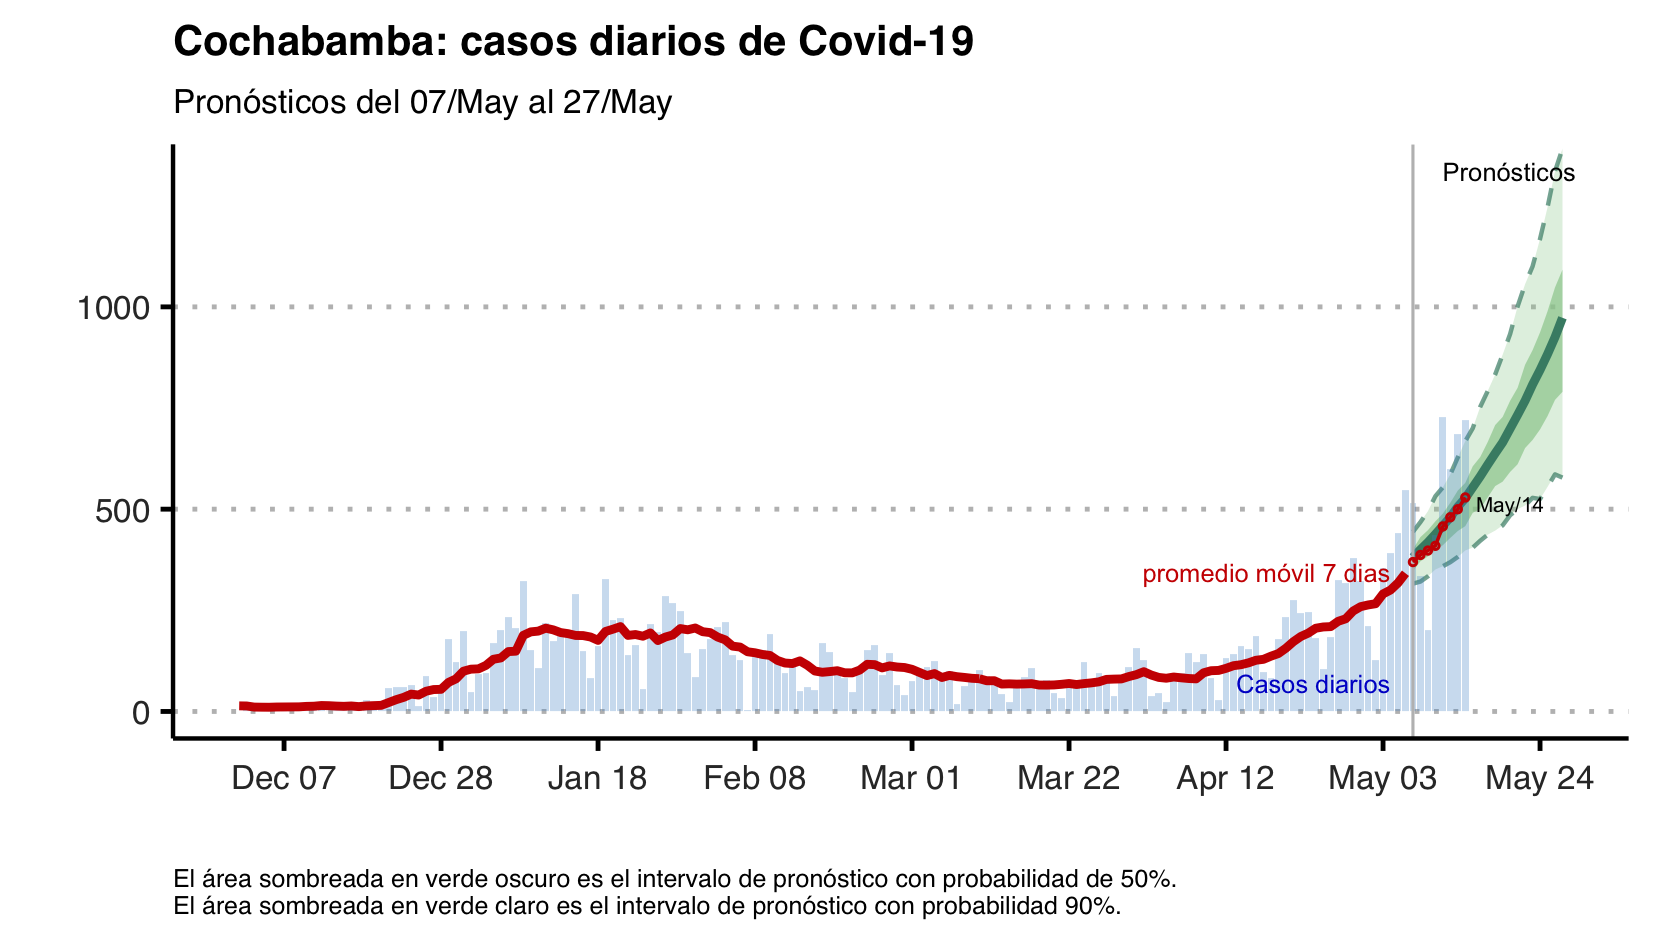 Cochabamba: casos diarios de Covid-19
Pronósticos del 07/May al 27/May
Pronósticos
1000
500
May/14
promedio móvil 7 dias
Casos diarios
0
Dec 07 Dec 28 Jan 18 Feb 08 Mar 01 Mar 22 Apr 12 May 03 May 24
El área sombreada en verde oscuro es el intervalo de pronóstico con probabilidad de 50%.
El área sombreada en verde claro es el intervalo de pronóstico con probabilidad 90%.